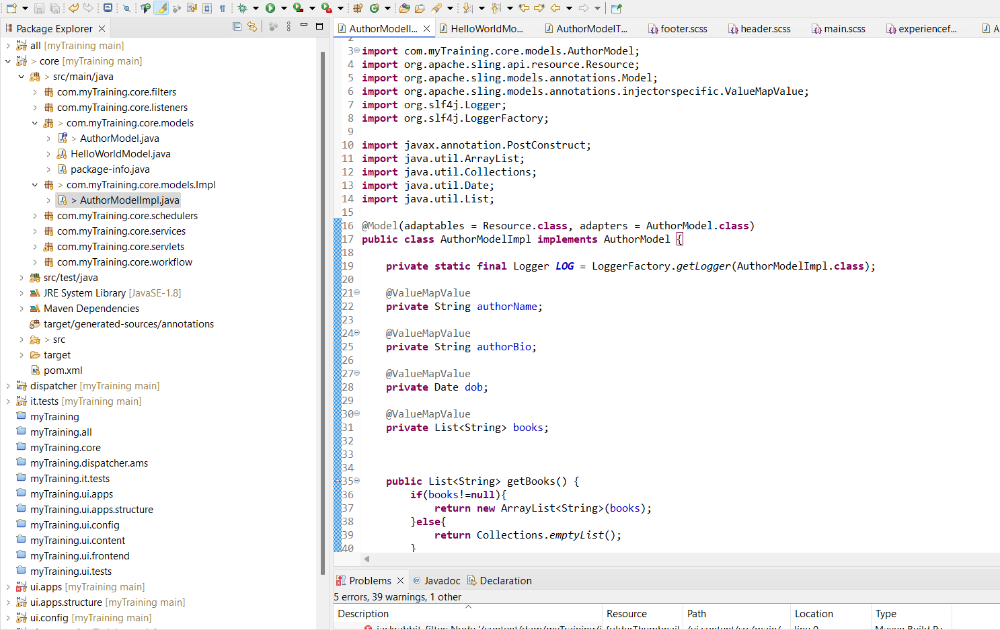 Package Explorer
all [myTraining main]
> core [myTraining main]
> src/main/java
com.myTraining.core.filters
com.myTraining.core.listeners
> com.myTraining.core.models
> AuthorModel.java
HelloWorldModel.java
package-info.java
> com.myTraining.core.models.Impl
> AuthorModelImpl.java
com.myTraining.core.schedulers
com.myTraining.core.services
com.myTraining.core.servlets
com.myTraining.core.workflow
src/test/java
JRE System Library [JavaSE-1.8]
Maven Dependencies
target/generated-sources/annotations
> src
target
pom.xml
dispatcher [myTraining main]
it.tests [myTraining main]
myTraining
myTraining.all
myTraining.core
myTraining.dispatcher.ams
myTraining.it.tests
myTraining.ui.apps
myTraining.ui.apps.structure
myTraining.ui.config
myTraining.ui.content
myTraining.ui.frontend
myTraining.ui.tests
ui.apps [myTraining main]
ui.apps.structure [myTraining main]
ui.config [myTraining main]
AuthorModelI... HelloWorldMo... AuthorModelT... footer.scss header.scss main.scss experiencef... A
2
3 import com.myTraining.core.models.AuthorModel;
4 import org.apache.sling.api.resource.Resource;
5 import org.apache.sling.models.annotations.Model;
6 import org.apache.sling.models.annotations.injectorspecific.ValueMapValue;
7 import org.slf4j.Logger;
8 import org.slf4j.LoggerFactory;
9
10 import javax.annotation.PostConstruct;
11 import java.util.ArrayList;
12 import java.util.Collections;
13 import java.util.Date;
14 import java.util.List;
15
16 @Model(adaptables = Resource.class, adapters = AuthorModel.class)
17 public class AuthorModelImpl implements AuthorModel {
18
19 private static final Logger LOG = LoggerFactory.getLogger(AuthorModelImpl.class);
20
21 @ValueMapValue
22 private String authorName;
23
24 @ValueMapValue
25 private String authorBio;
26
27 @ValueMapValue
28 private Date dob;
29
30 @ValueMapValue
31 private List<String> books;
32
33
34
35 public List<String> getBooks() {
36 if(books!=null){
37 return new ArrayList<String>(books);
38 }else{
39 return Collections.emptyList();
40 }
Problems @ Javadoc Declaration
5 errors, 39 warnings, 1 other
Description Resource Path Location Type